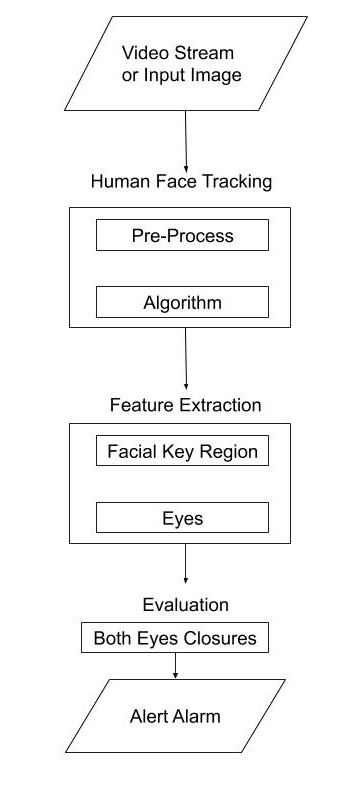 Video Stream
or Input Image
Human Face Tracking
Pre-Process
Algorithm
Feature Extraction
Facial Key Region
Eyes
Evaluation
Both Eyes Closures
Alert Alarm